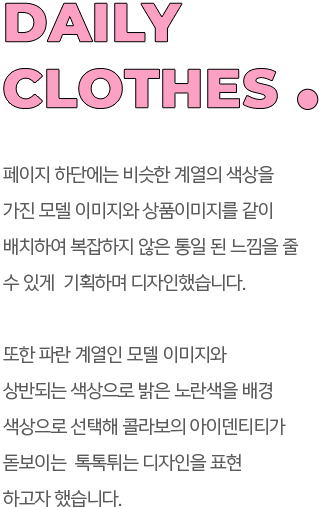 DAILY
CLOTHES .
페이지 하단에는 비슷한 계열의 색상을
가진 모델 이미지와 상품이미지를 같이
배치하여 복잡하지 않은 통일 된 느낌을 줄
수 있게  기획하며 디자인했습니다.
또한 파란 계열인 모델 이미지와
상반되는 색상으로 밝은 노란색을 배경
색상으로 선택해 콜라보의 아이덴티티가
돋보이는  톡톡튀는 디자인을 표현
하고자 했습니다.